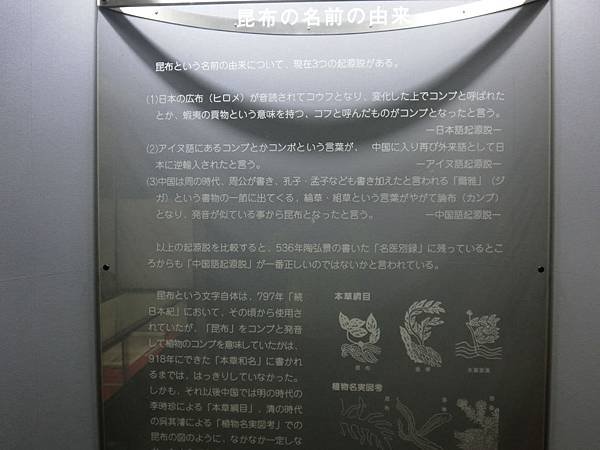 昆布の名前の由来
昆布という名前の由来について、現在3つの起源説がある。
(1)日本の広布（ヒロメ）が音読されてコウフとなり、変化した上でコンブと呼ばれた
とか、蝦夷の貢物という意味を持つ、コフと呼んだものがコンブとなったと言う。
ー日本語起源説ー
(2)アイヌ語にあるコンブとかコンボという言葉が、 中国に入り再び外来語として日
本に逆輸入されたと言う。
ーアイヌ語起源説ー
(3)中国は周の時代、周公が書き、孔子・孟子なども書き加えたと言われる「爾雅」（ジ
ガ）という書物の一節に出てくる、綸草・組草という言葉がやがて論布（カンブ）
となり、発音が似ている事から昆布となったと言う。
ー中国語起源説ー
以上の起源説を比較すると、536年陶弘景の書いた「名医別録」に残っているとこ
ろからも「中国語起源説」が一番正しいのではないかと言われている。
昆布という文字自体は、797年「続
日本紀」において、その頃から使用さ
れていたが、「昆布」をコンブと発音
して植物のコンブを意味していたかは、
918年にできた「本草和名」に書かれ
るまでは、はっきりしていなかった。
しかも、それ以後中国では明の時代の
李時珍による「本草綱目」、清の時代
の呉其濬による「植物名実図考」での
昆布の図のように、なかなか一定しな
本草綱目
昆布
海帯
植物名実図考
昆布